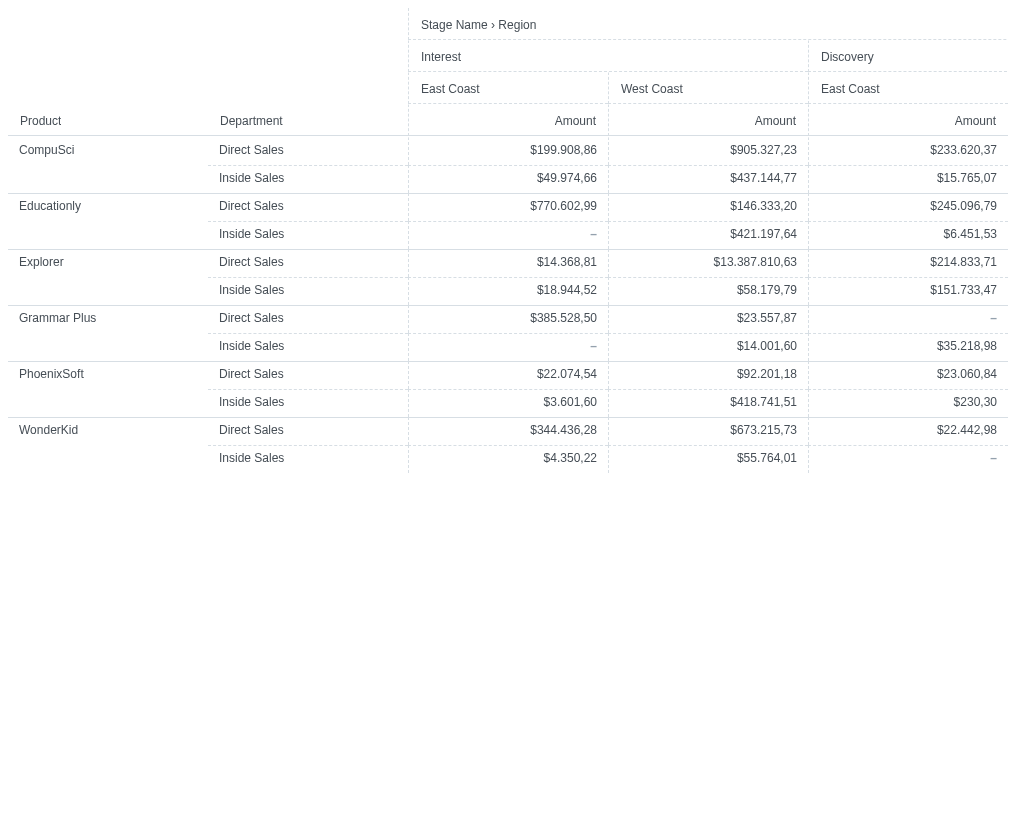 Stage Name › Region
Interest Discovery
East Coast West Coast East Coast
Product Department Amount Amount Amount
CompuSci Direct Sales $199.908,86 $905.327,23 $233.620,37
Inside Sales $49.974,66 $437.144,77 $15.765,07
Educationly Direct Sales $770.602,99 $146.333,20 $245.096,79
Inside Sales – $421.197,64 $6.451,53
Explorer Direct Sales $14.368,81 $13.387.810,63 $214.833,71
Inside Sales $18.944,52 $58.179,79 $151.733,47
Grammar Plus Direct Sales $385.528,50 $23.557,87 –
Inside Sales – $14.001,60 $35.218,98
PhoenixSoft Direct Sales $22.074,54 $92.201,18 $23.060,84
Inside Sales $3.601,60 $418.741,51 $230,30
WonderKid Direct Sales $344.436,28 $673.215,73 $22.442,98
Inside Sales $4.350,22 $55.764,01 –